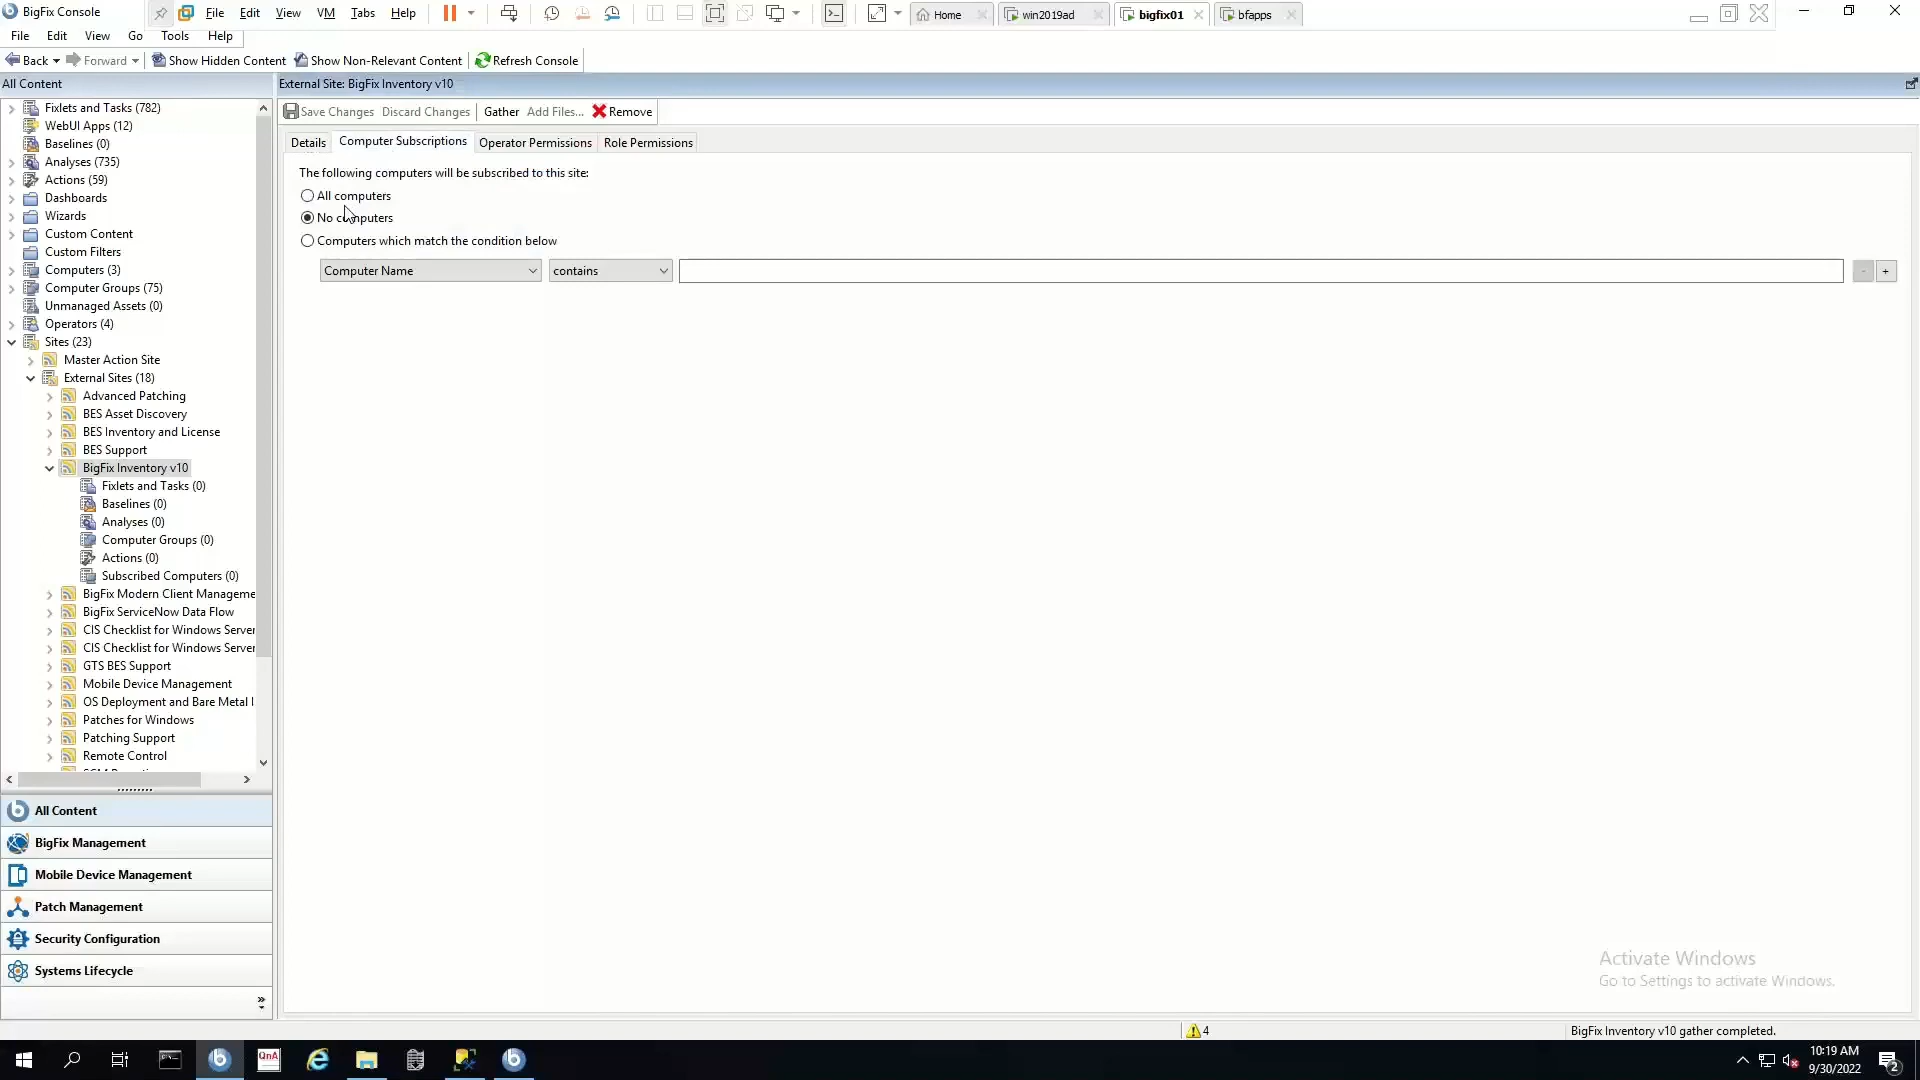 BigFix Console
File Edit View VM Tabs Help
Home
win2019ad
bigfix01
bfapps
File Edit View Go Tools Help
Back Forward Show Hidden Content Show Non-Relevant Content Refresh Console
All Content
External Site: BigFix Inventory v10
Save Changes Discard Changes Gather Add Files... Remove
Details Computer Subscriptions Operator Permissions Role Permissions
The following computers will be subscribed to this site:
All computers
No computers
Computers which match the condition below
Computer Name contains - +
Fixlets and Tasks (782)
WebUI Apps (12)
Baselines (0)
Analyses (735)
Actions (59)
Dashboards
Wizards
Custom Content
Custom Filters
Computers (3)
Computer Groups (75)
Unmanaged Assets (0)
Operators (4)
Sites (23)
Master Action Site
External Sites (18)
Advanced Patching
BES Asset Discovery
BES Inventory and License
BES Support
BigFix Inventory v10
Fixlets and Tasks (0)
Baselines (0)
Analyses (0)
Computer Groups (0)
Actions (0)
Subscribed Computers (0)
BigFix Modern Client Manageme
BigFix ServiceNow Data Flow
CIS Checklist for Windows Server
CIS Checklist for Windows Server
GTS BES Support
Mobile Device Management
OS Deployment and Bare Metal I
Patches for Windows
Patching Support
Remote Control
All Content
BigFix Management
Mobile Device Management
Patch Management
Security Configuration
Systems Lifecycle
Activate Windows
Go to Settings to activate Windows.
4
BigFix Inventory v10 gather completed.
QnA
10:19 AM
9/30/2022
2